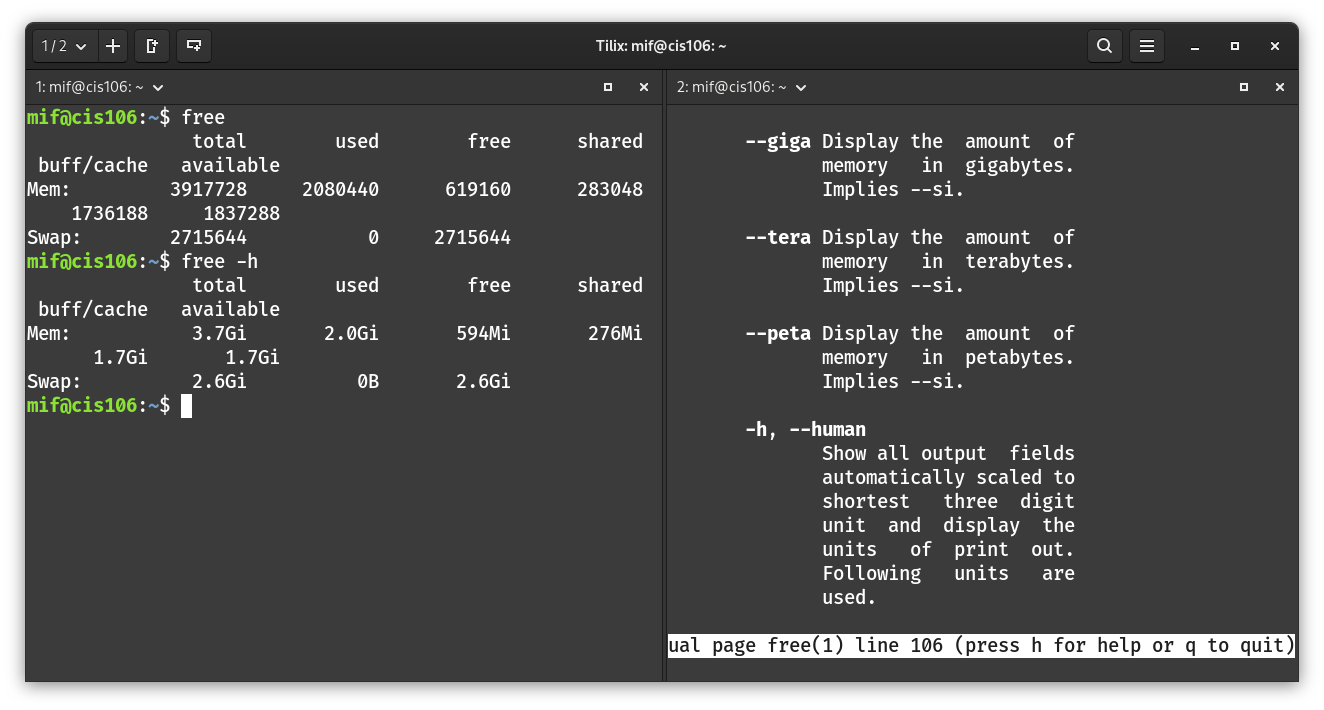 1 / 2
Tilix: mif@cis106: ~
1: mif@cis106: ~
mif@cis106:~$ free
total used free shared
buff/cache available
Mem: 3917728 2080440 619160 283048
1736188 1837288
Swap: 2715644 0 2715644
mif@cis106:~$ free -h
total used free shared
buff/cache available
Mem: 3.7Gi 2.0Gi 594Mi 276Mi
1.7Gi 1.7Gi
Swap: 2.6Gi 0B 2.6Gi
mif@cis106:~$
2: mif@cis106: ~
--giga Display the amount of
memory in gigabytes.
Implies --si.
--tera Display the amount of
memory in terabytes.
Implies --si.
--peta Display the amount of
memory in petabytes.
Implies --si.
-h, --human
Show all output fields
automatically scaled to
shortest three digit
unit and display the
units of print out.
Following units are
used.
ual page free(1) line 106 (press h for help or q to quit)